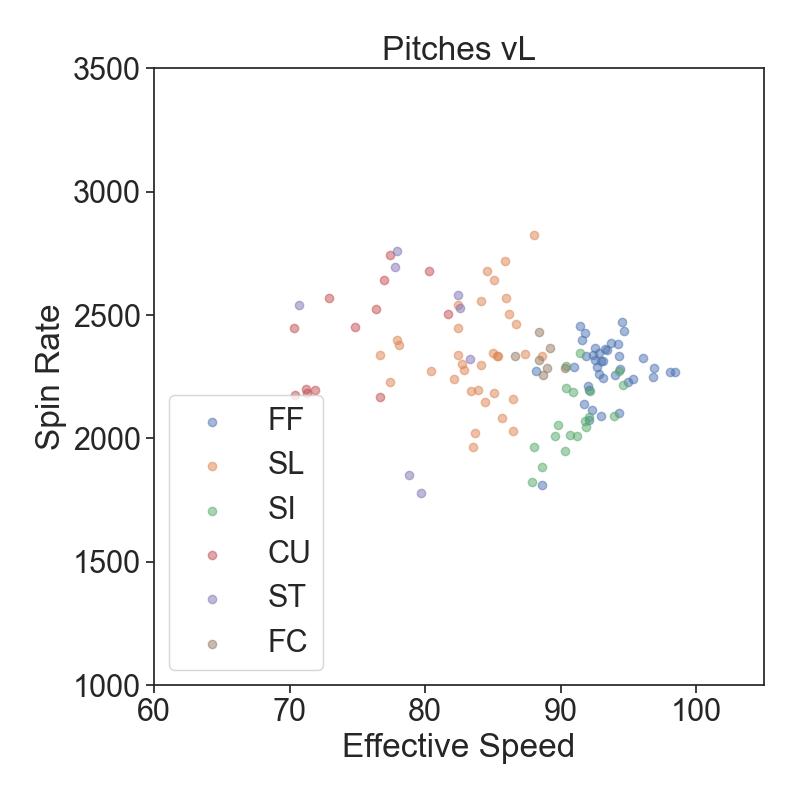 Pitches vL
3500
3000
2500
2000
1500
1000
Spin Rate
FF
SL
SI
CU
ST
FC
60 70 80 90 100
Effective Speed